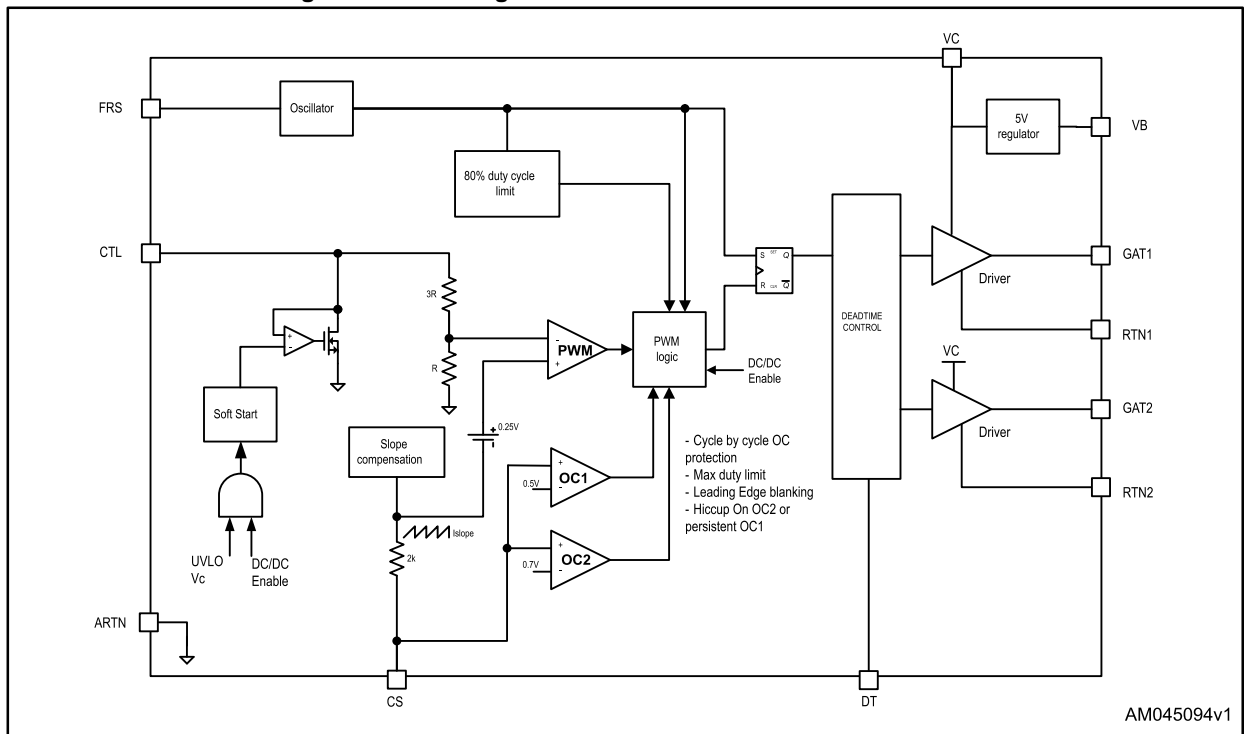 VC
FRS
Oscillator
5V
regulator
VB
80% duty cycle
limit
CTL
3R
S SET Q
R CLR Q
GAT1
Driver
+
-
-
PWM
+
PWM
logic
DEADTIME
CONTROL
RTN1
R
DC/DC
Enable
VC
Soft Start
+ 0.25V
-
GAT2
Driver
Slope
compensation
- Cycle by cycle OC
protection
- Max duty limit
- Leading Edge blanking
- Hiccup On OC2 or
persistent OC1
+
OC1
0.5V
-
RTN2
Islope
2k
+
OC2
0.7V
-
UVLO
Vc
DC/DC
Enable
ARTN
CS
DT
AM045094v1